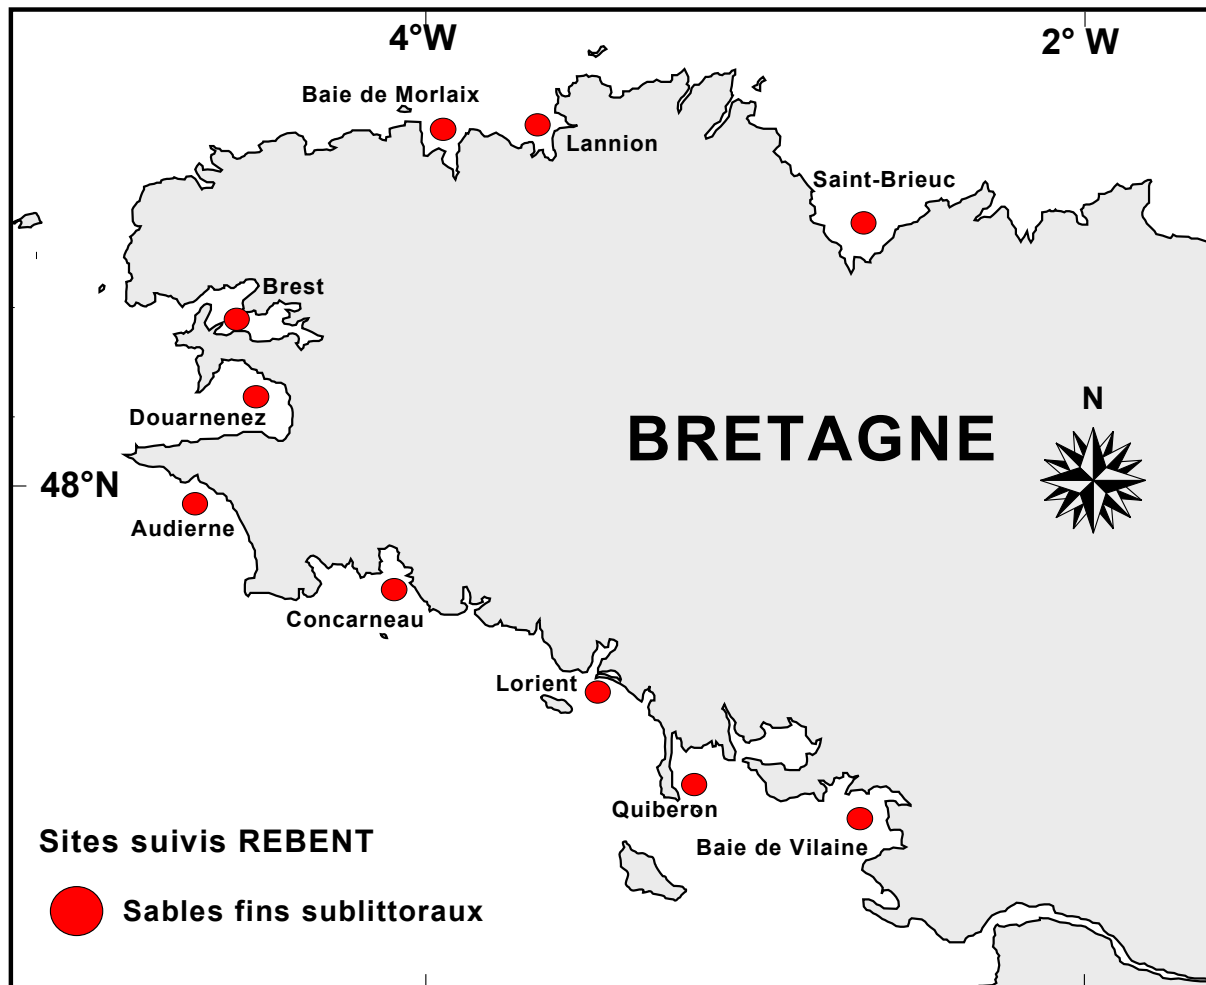 4°W
2° W
Baie de Morlaix
Lannion
Saint-Brieuc
Brest
Douarnenez
BRETAGNE
N
48°N
Audierne
Concarneau
Lorient
Quiberon
Baie de Vilaine
Sites suivis REBENT
Sables fins sublittoraux